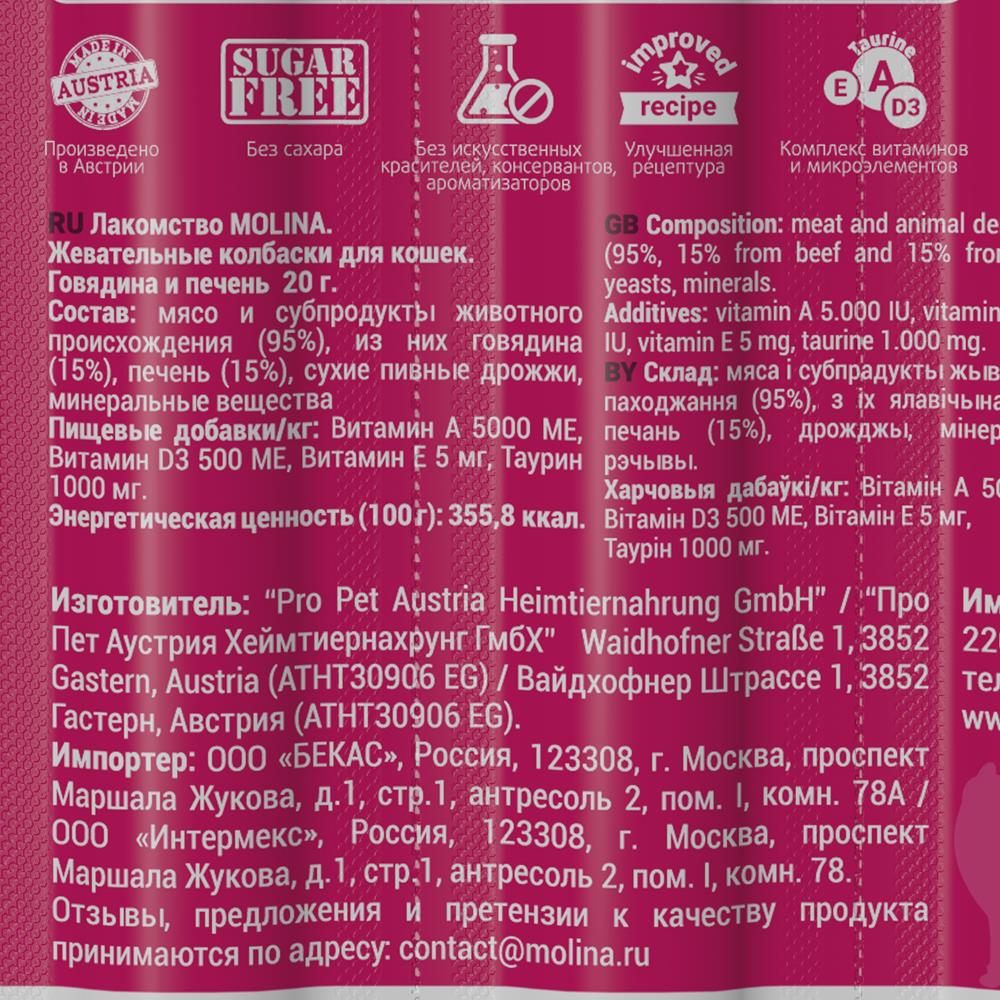 MADE IN
AUSTRIA
MADE IN
Произведено
в Австрии
SUGAR
FREE
Без сахара
Без искусственных
красителей, консервантов,
ароматизаторов
improved
recipe
Улучшенная
рецептура
Taurine
E A D3
Комплекс витаминов
и микроэлементов
RU Лакомство MOLINA.
Жевательные колбаски для кошек.
Говядина и печень 20 г.
Состав: мясо и субпродукты животного
происхождения (95%), из них говядина
(15%), печень (15%), сухие пивные дрожжи,
минеральные вещества
Пищевые добавки/кг: Витамин А 5000 МЕ,
Витамин D3 500 МЕ, Витамин Е 5 мг, Таурин
1000 мг.
Энергетическая ценность (100 г): 355,8 ккал.
GB Composition: meat and animal de
(95%, 15% from beef and 15% fro
yeasts, minerals.
Additives: vitamin A 5.000 IU, vitamin
IU, vitamin E 5 mg, taurine 1.000 mg.
BY Склад: мяса і субпрадукты жыв
паходжання (95%), з іх ялавічына
печань (15%), дрожджы, мінер
рэчывы.
Харчовыя дабаўкі/кг: Вітамін А 50
Вітамін D3 500 МЕ, Вітамін Е 5 мг,
Таурін 1000 мг.
Изготовитель: “Pro Pet Austria Heimtiernahrung GmbH” / “Про
Пет Аустрия Хеймтиернахрунг ГмбХ” Waidhofner Straße 1, 3852
Gastern, Austria (ATHT30906 EG) / Вайдхофнер Штрассе 1, 3852
Гастерн, Австрия (ATHT30906 EG).
Импортер: ООО «БЕКАС», Россия, 123308, г. Москва, проспект
Маршала Жукова, д.1, стр.1, антресоль 2, пом. I, комн. 78А /
ООО «Интермекс», Россия, 123308, г. Москва, проспект
Маршала Жукова, д.1, стр.1, антресоль 2, пом. I, комн. 78.
Отзывы, предложения и претензии к качеству продукта
принимаются по адресу: contact@molina.ru
Им
22
тел
ww